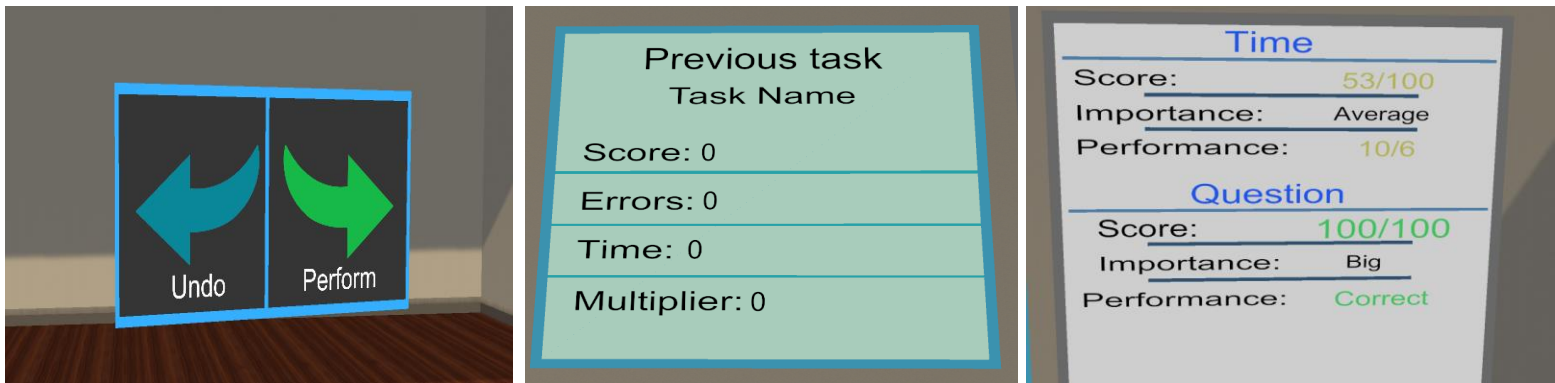 Undo Perform
Previous task
Task Name
Score: 0
Errors: 0
Time: 0
Multiplier: 0
Time
Score: 53/100
Importance: Average
Performance: 10/6
Question
Score: 100/100
Importance: Big
Performance: Correct